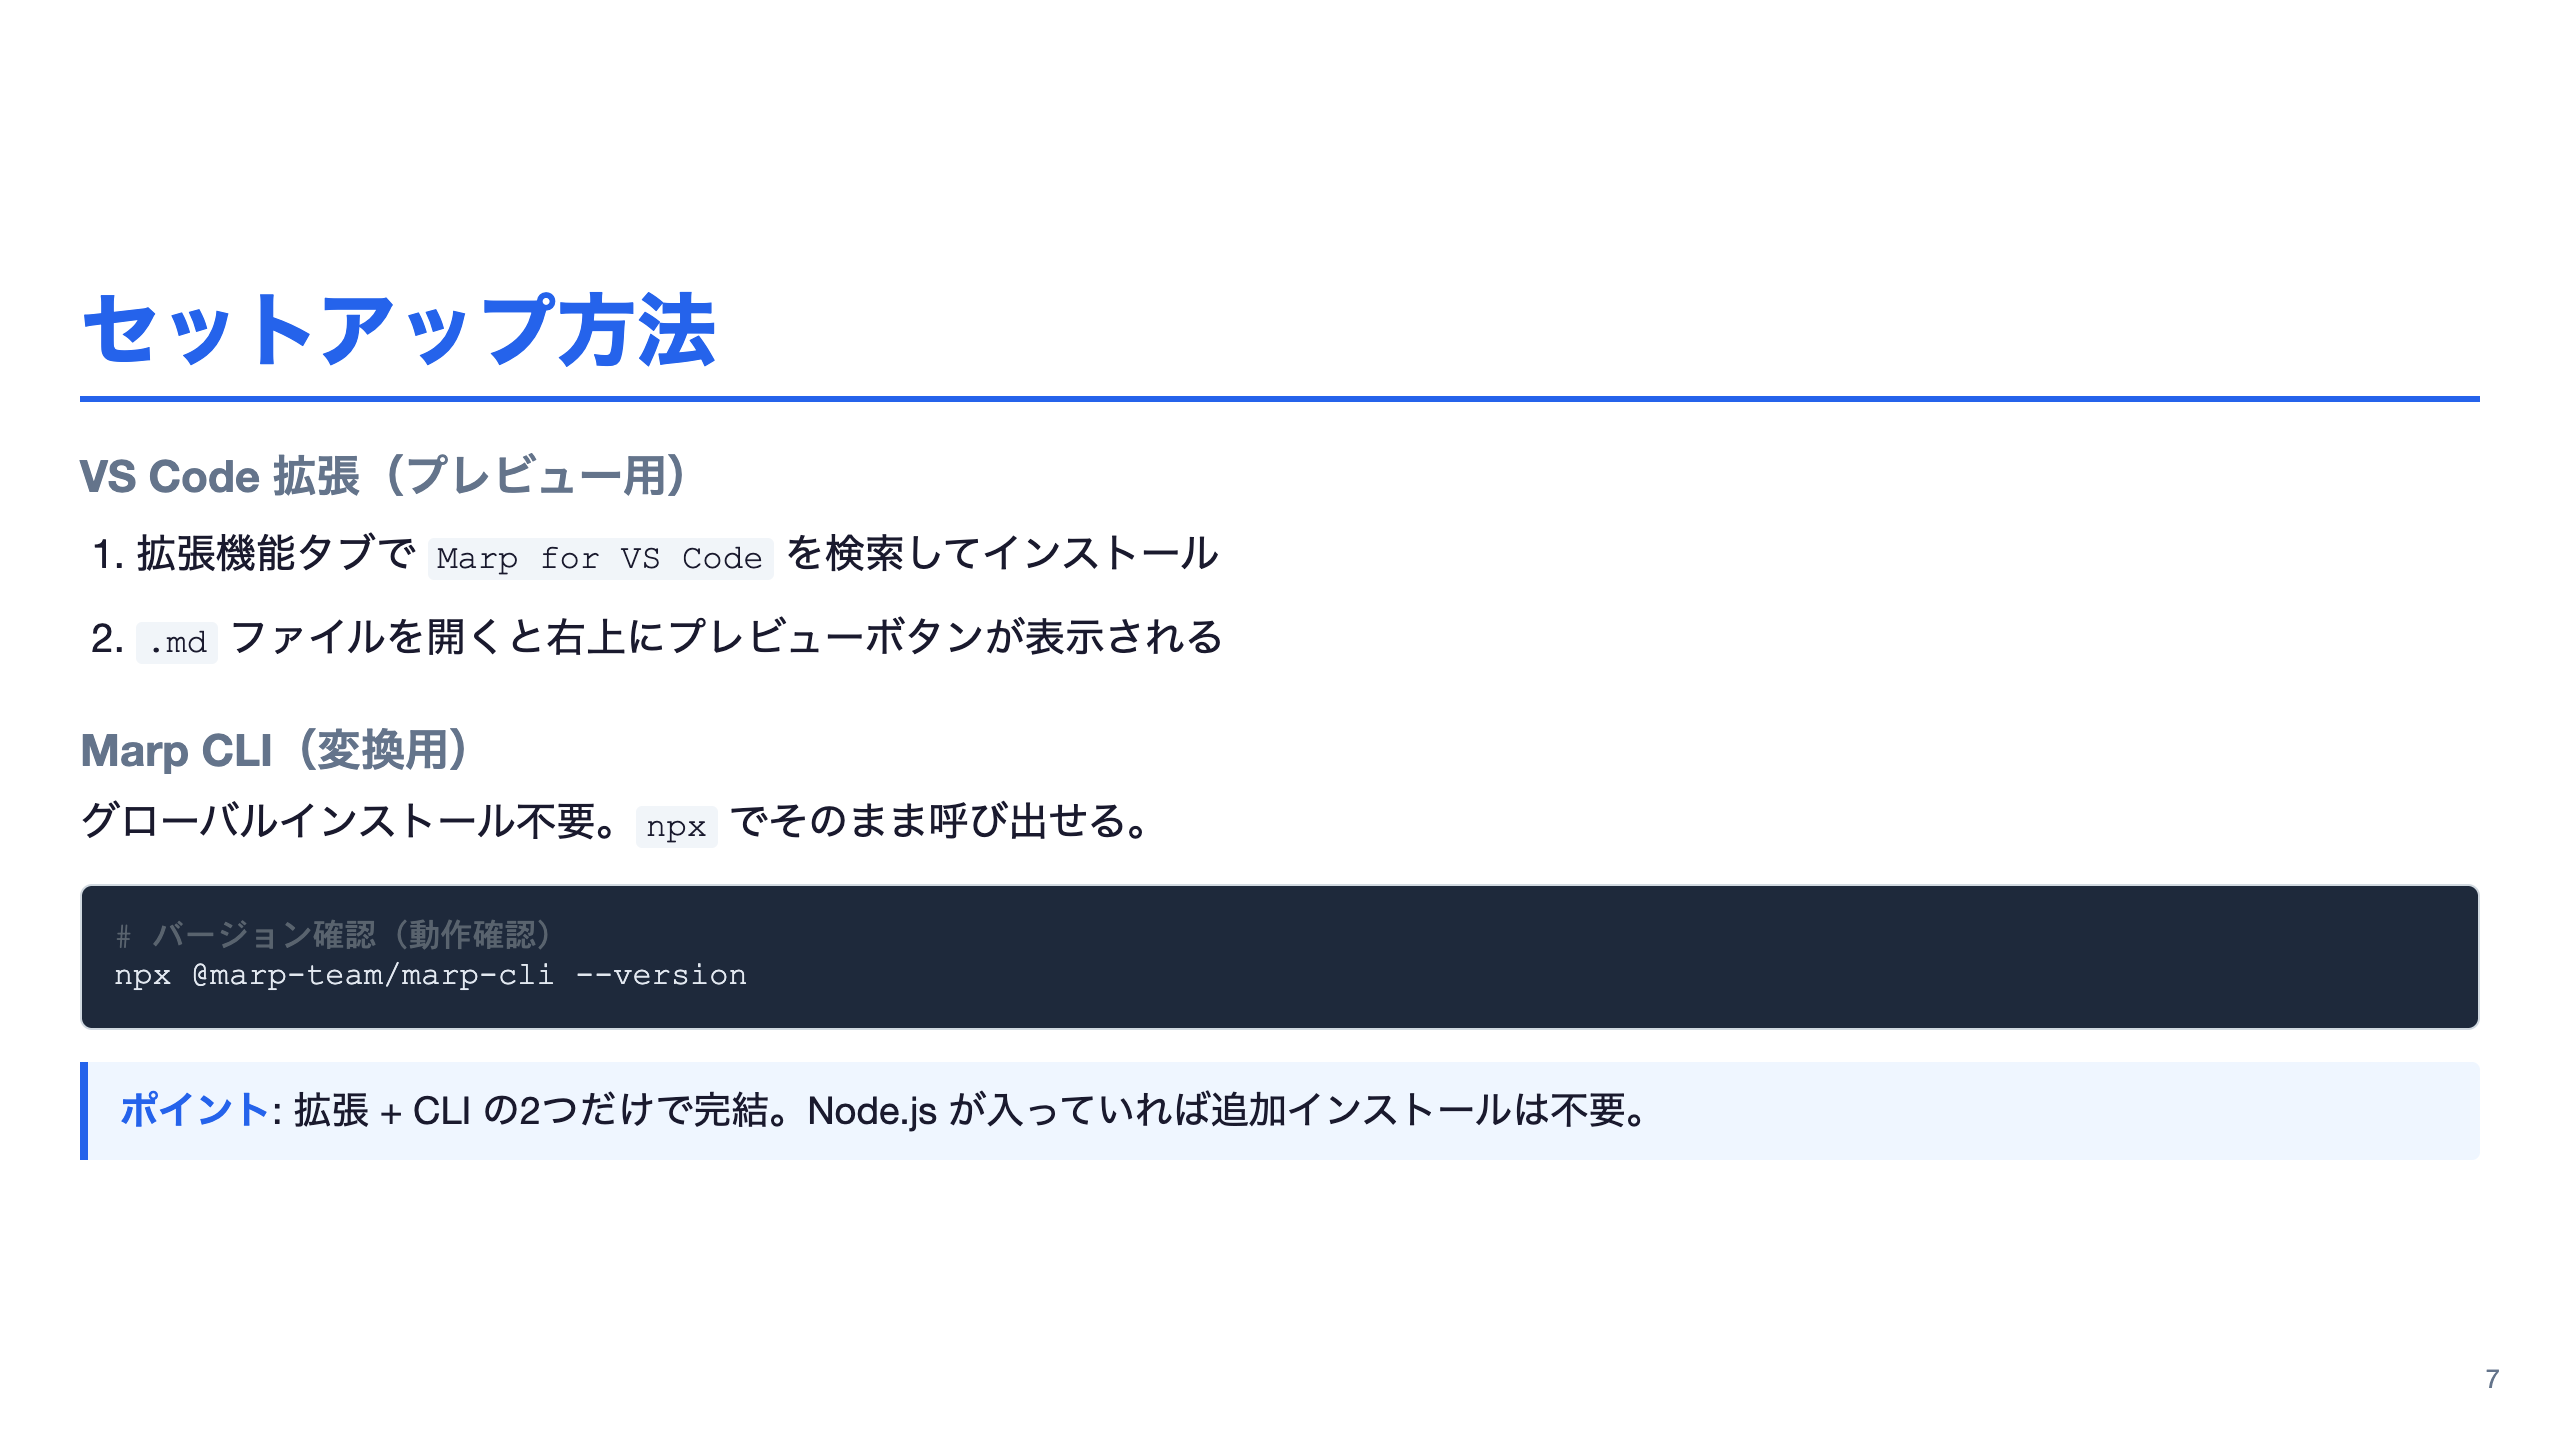 セットアップ方法
VS Code 拡張（プレビュー用）
1. 拡張機能タブで Marp for VS Code を検索してインストール
2. .md ファイルを開くと右上にプレビューボタンが表示される
Marp CLI（変換用）
グローバルインストール不要。npx でそのまま呼び出せる。
# バージョン確認（動作確認）
npx @marp-team/marp-cli --version
ポイント: 拡張 + CLI の2つだけで完結。Node.js が入っていれば追加インストールは不要。
7